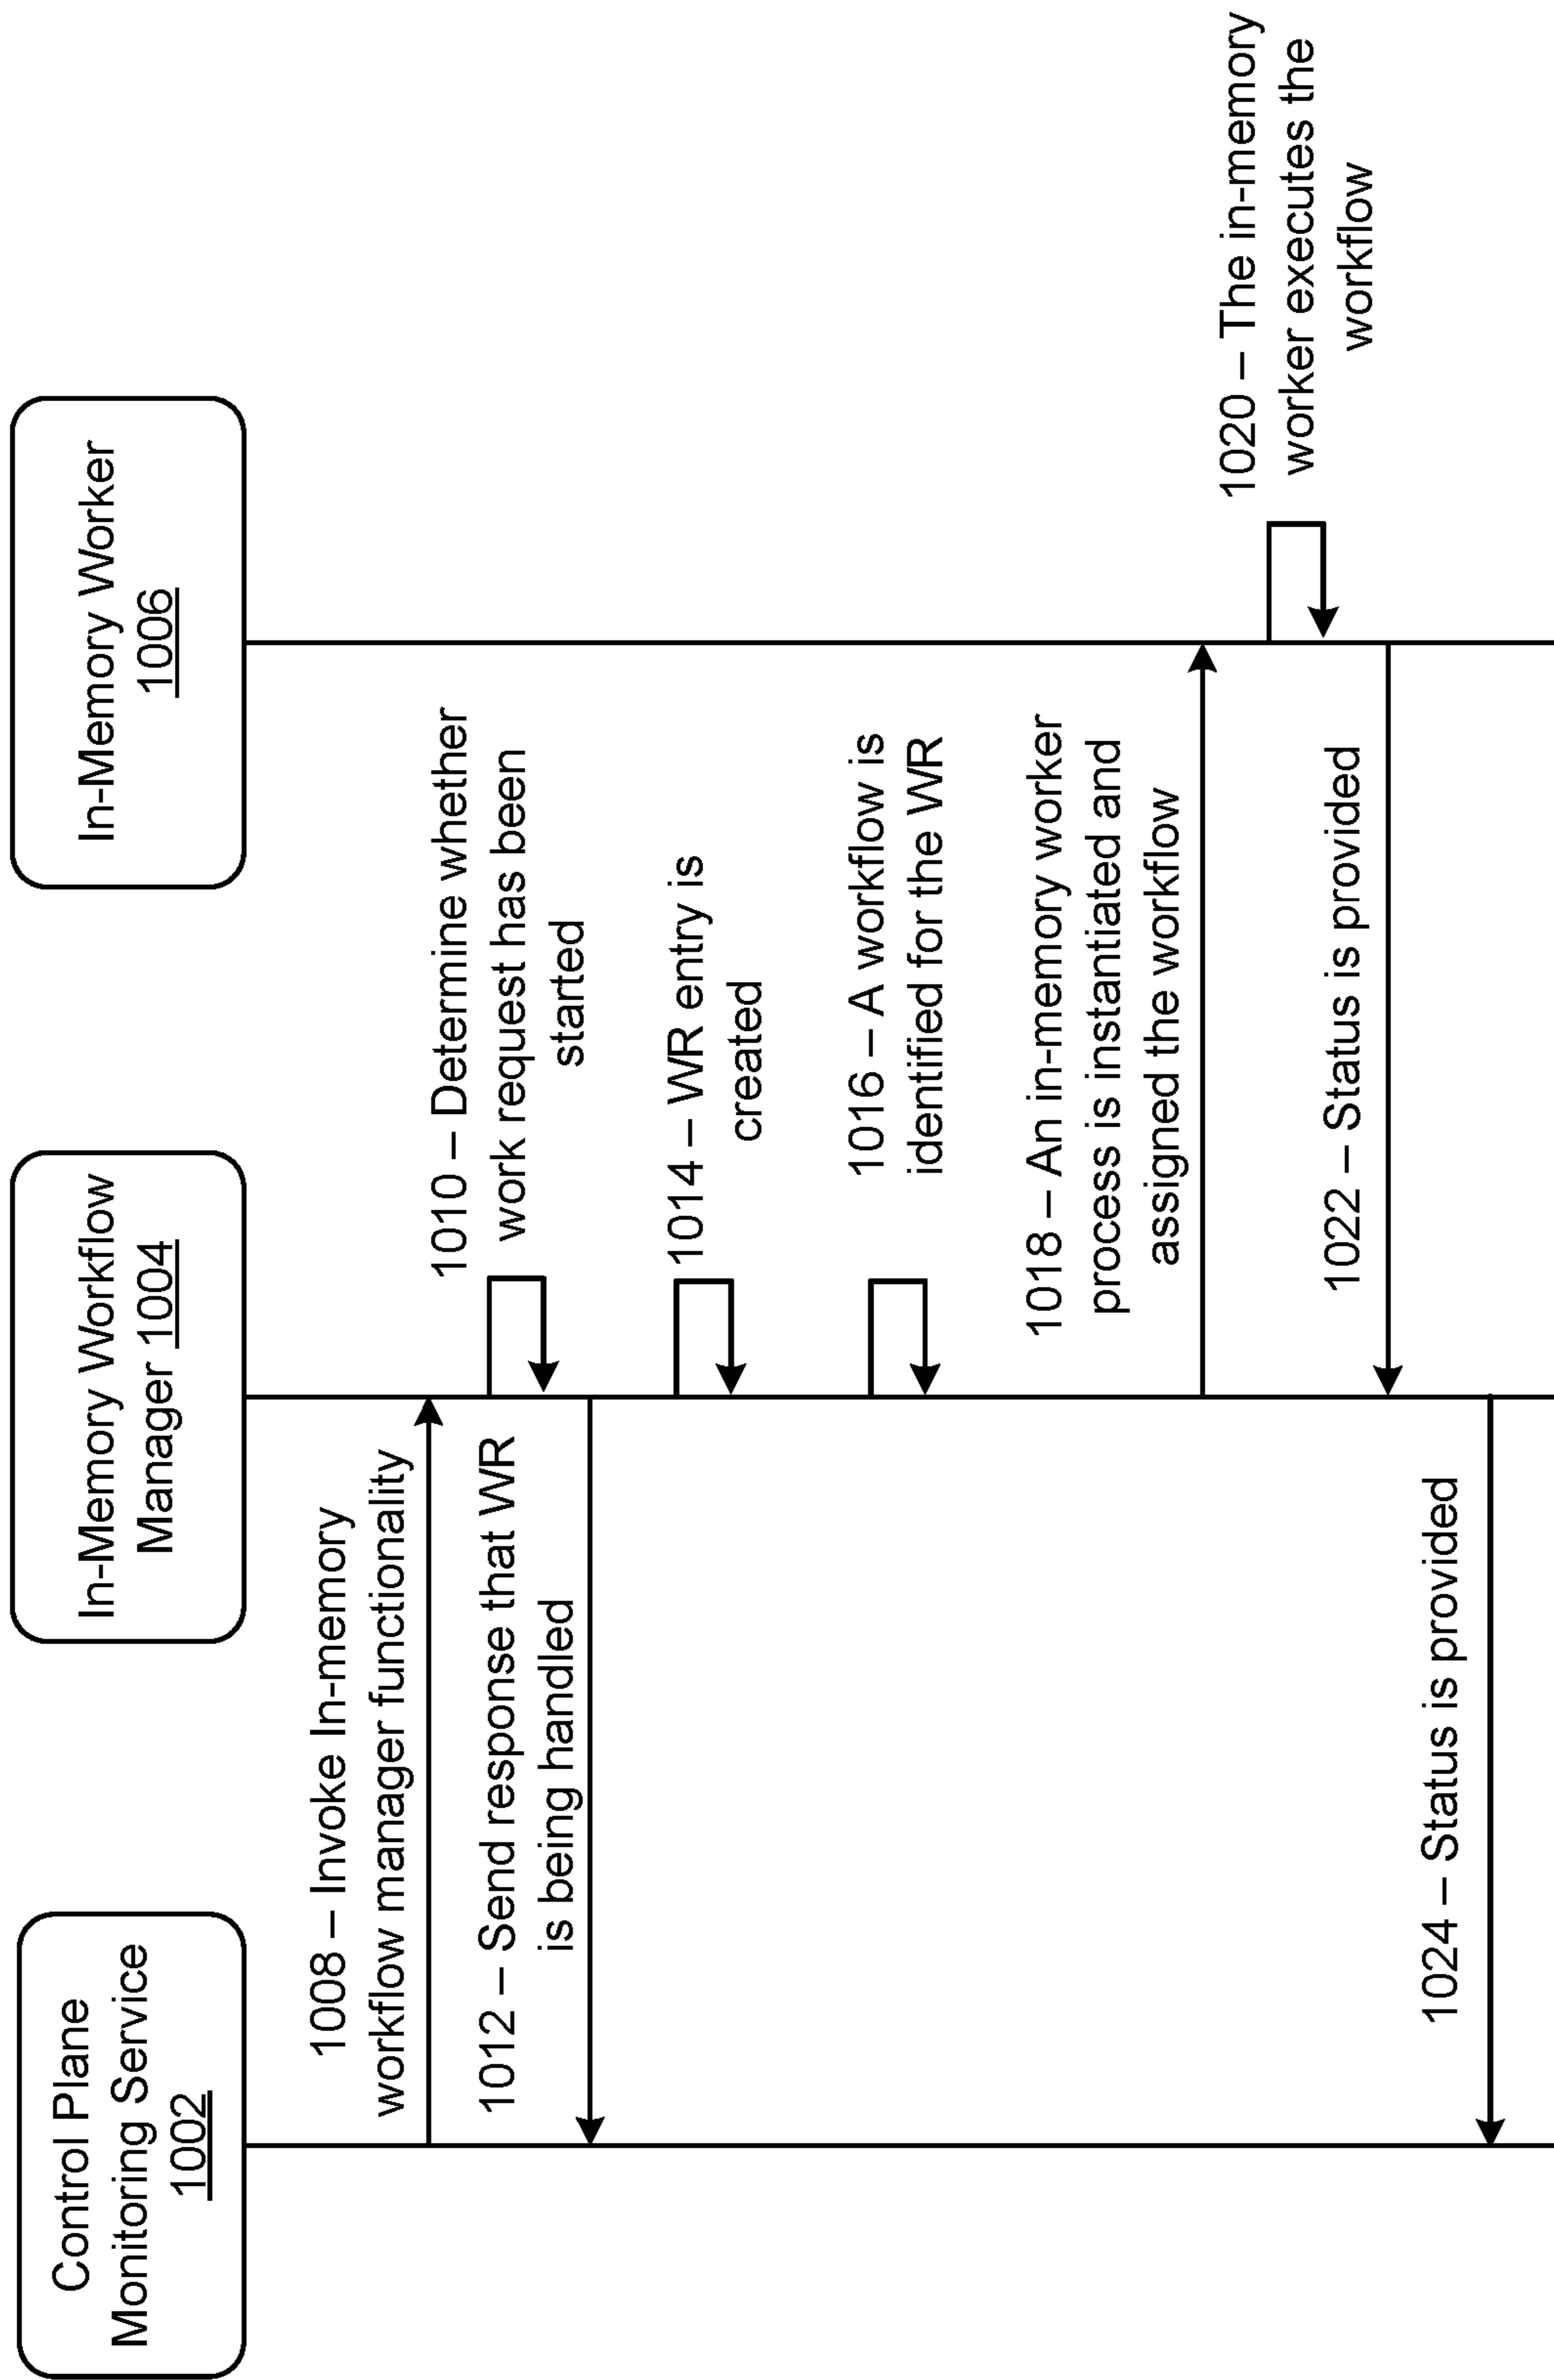 Control Plane
Monitoring Service
1002
In-Memory Workflow
Manager 1004
In-Memory Worker
1006
1008 – Invoke In-memory
workflow manager functionality
1010 – Determine whether
work request has been
started
1012 – Send response that WR
is being handled
1014 – WR entry is
created
1016 – A workflow is
identified for the WR
1018 – An in-memory worker
process is instantiated and
assigned the workflow
1020 – The in-memory
worker executes the
workflow
1022 – Status is provided
1024 – Status is provided